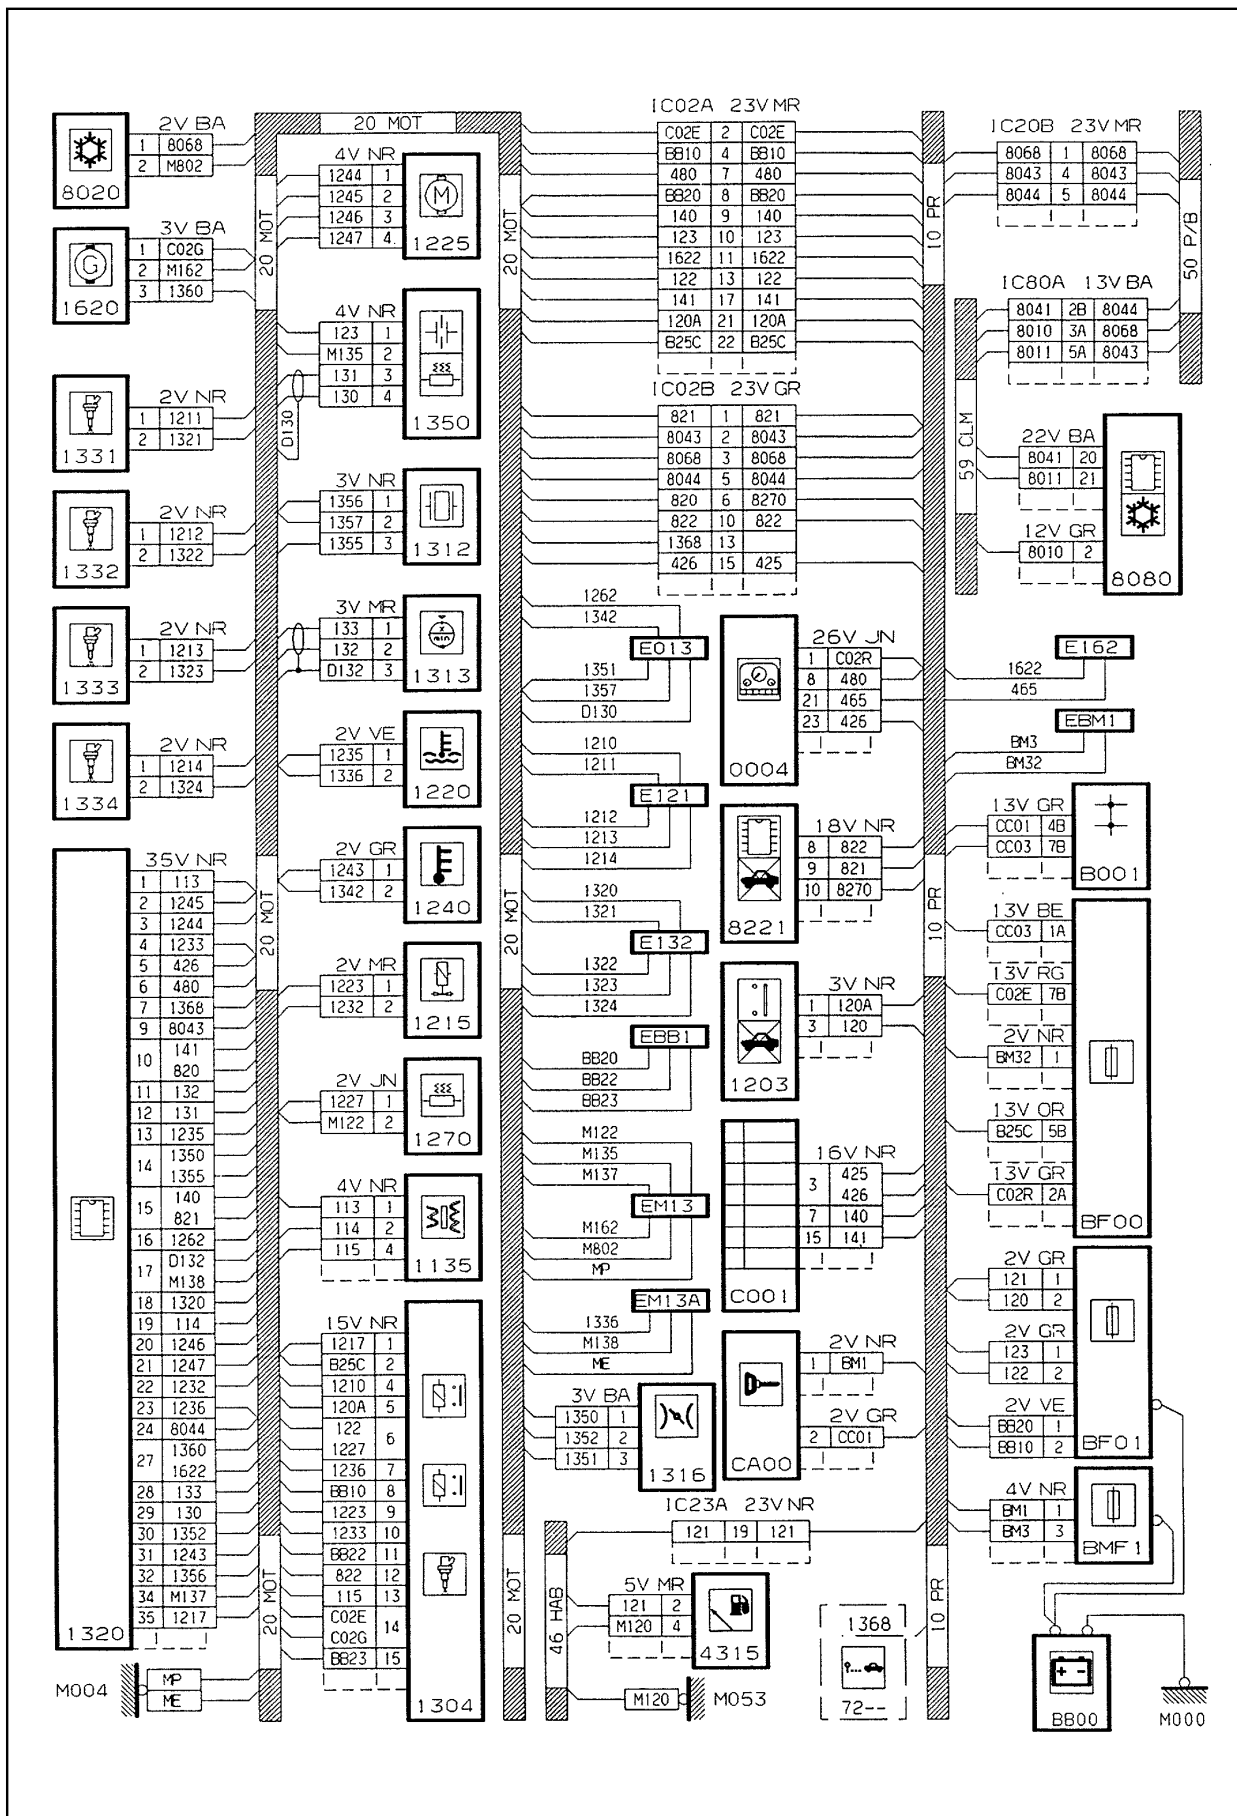 20 MOT
2V BA
1 8068
2 M802
8020
3V BA
1 C02G
2 M162
3 1360
1620
2V NR
1 1211
2 1321
1331
2V NR
1 1212
2 1322
1332
2V NR
1 1213
2 1323
1333
2V NR
1 1214
2 1324
1334
35V NR
1 113
2 1245
3 1244
4 1233
5 426
6 480
7 1368
9 8043
10 141
820
11 132
12 131
13 1235
14 1350
1355
15 140
821
16 1262
17 D132
M138
18 1320
19 114
20 1246
21 1247
22 1232
23 1236
24 8044
27 1360
1622
28 133
29 130
30 1352
31 1243
32 1356
34 M137
35 1217
1320
M004
MP
ME
20 MOT
20 MOT
20 MOT
4V NR
1244 1
1245 2
1246 3
1247 4
M
1225
4V NR
123 1
M135 2
131 3
130 4
1350
D130
3V NR
1356 1
1357 2
1355 3
1312
3V MR
133 1
132 2
D132 3
x
min
1313
2V VE
1235 1
1336 2
1220
2V GR
1243 1
1342 2
1240
2V MR
1223 1
1232 2
1215
2V JN
1227 1
M122 2
1270
4V NR
113 1
114 2
115 4
1135
15V NR
1217 1
B25C 2
1210 4
120A 5
122
1227 6
1236 7
BB10 8
1223 9
1233 10
BB22 11
822 12
115 13
C02E
C02G 14
BB23 15
1304
20 MOT
20 MOT
20 MOT
1C02A 23V MR
C02E 2 C02E
BB10 4 BB10
480 7 480
BB20 8 BB20
140 9 140
123 10 123
1622 11 1622
122 13 122
141 17 141
120A 21 120A
B25C 22 B25C
1C02B 23V GR
821 1 821
8043 2 8043
8068 3 8068
8044 5 8044
820 6 8270
822 10 822
1368 13
426 15 425
1262
1342
E013
1351
1357
D130
1210
1211
E121
1212
1213
1214
1320
1321
E132
1322
1323
1324
EBB1
BB20
BB22
BB23
M122
M135
M137
EM13
M162
M802
MP
EM13A
1336
M138
ME
3V BA
1350 1
1352 2
1351 3
1316
1C23A 23V NR
121 19 121
46 HAB
5V MR
121 2
M120 4
4315
M120
M053
26V JN
1 C02R
8 480
21 465
23 426
0004
18V NR
8 822
9 821
10 8270
8221
3V NR
1 120A
3 120
1203
16V NR
3 425
426
7 140
15 141
C001
2V NR
1 BM1
2V GR
2 CC01
CA00
1368
72--
10 PR
10 PR
10 PR
1C20B 23V MR
8068 1 8068
8043 4 8043
8044 5 8044
50 P/B
1C80A 13V BA
8041 2B 8044
8010 3A 8068
8011 5A 8043
59 CLM
22V BA
8041 20
8011 21
12V GR
8010 2
8080
E162
1622
465
EBM1
BM3
BM32
13V GR
CC01 4B
CC03 7B
B001
13V BE
CC03 1A
13V RG
C02E 7B
2V NR
BM32 1
13V OR
B25C 5B
13V GR
C02R 2A
BF00
2V GR
121 1
120 2
2V GR
123 1
122 2
2V VE
BB20 1
BB10 2
BF01
4V NR
BM1 1
BM3 3
BMF1
+ -
BB00
M000
G